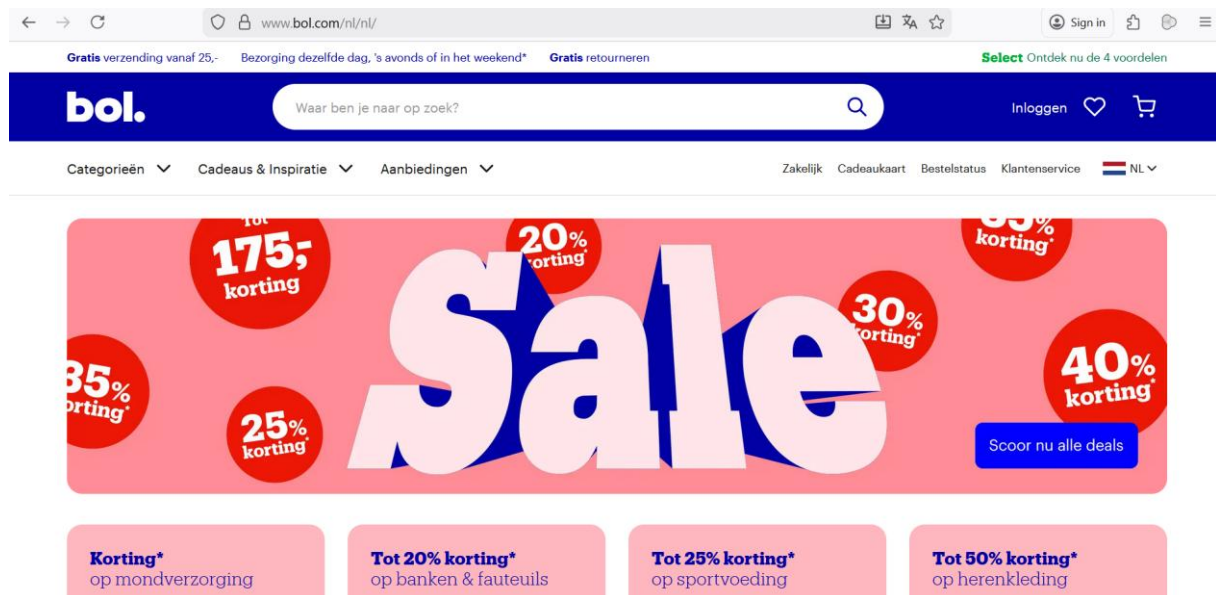 www.bol.com/nl/nl/
Sign in
Gratis verzending vanaf 25,- Bezorging dezelfde dag, 's avonds of in het weekend* Gratis retourneren
Select Ontdek nu de 4 voordelen
bol.
Waar ben je naar op zoek?
Inloggen
Categorieën Cadeaus & Inspiratie Aanbiedingen
Zakelijk Cadeaukaart Bestelstatus Klantenservice NL
Tot
175,-
korting
20%
korting*
korting*
35%
korting*
25%
korting*
Sale
30%
korting*
40%
korting*
Scoor nu alle deals
Korting*
op mondverzorging
Tot 20% korting*
op banken & fauteuils
Tot 25% korting*
op sportvoeding
Tot 50% korting*
op herenkleding